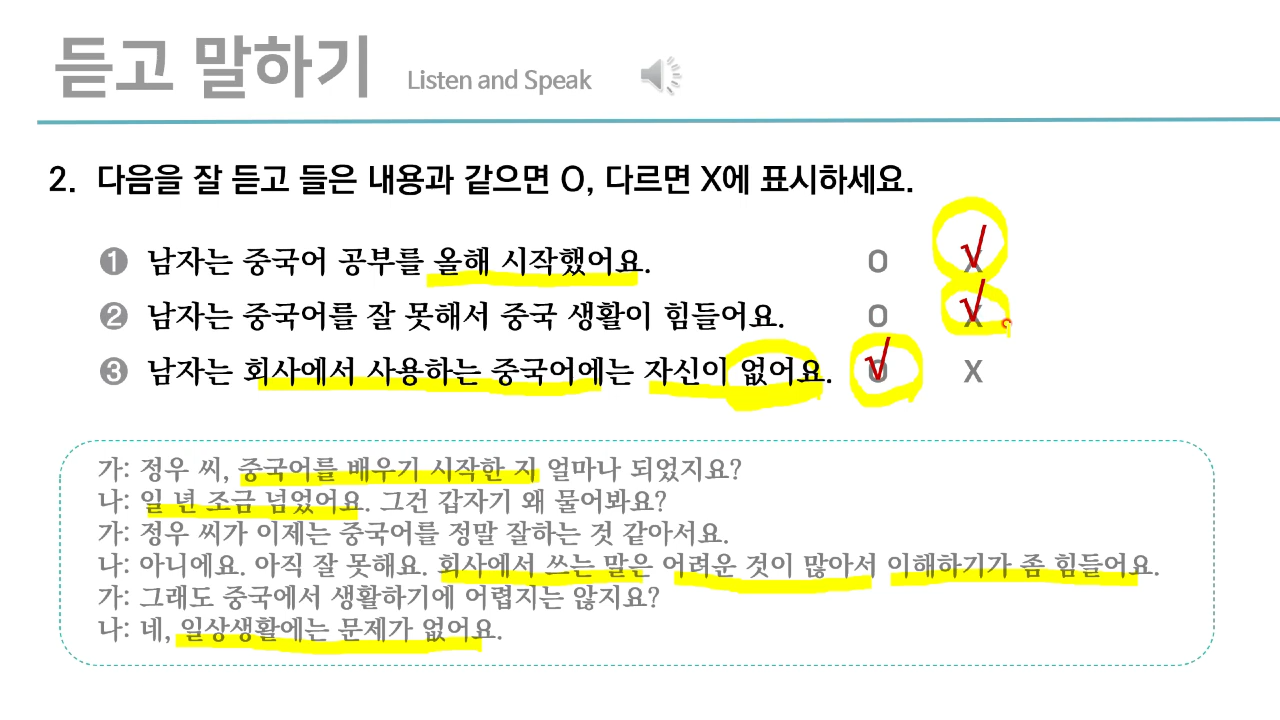 듣고 말하기 Listen and Speak
2. 다음을 잘 듣고 들은 내용과 같으면 O, 다르면 X에 표시하세요.
❶ 남자는 중국어 공부를 올해 시작했어요. O X
❷ 남자는 중국어를 잘 못해서 중국 생활이 힘들어요. O X
❸ 남자는 회사에서 사용하는 중국어에는 자신이 없어요. O X
가: 정우 씨, 중국어를 배우기 시작한 지 얼마나 되었지요?
나: 일 년 조금 넘었어요. 그건 갑자기 왜 물어봐요?
가: 정우 씨가 이제는 중국어를 정말 잘하는 것 같아서요.
나: 아니에요. 아직 잘 못해요. 회사에서 쓰는 말은 어려운 것이 많아서 이해하기가 좀 힘들어요.
가: 그래도 중국에서 생활하기에 어렵지는 않지요?
나: 네, 일상생활에는 문제가 없어요.